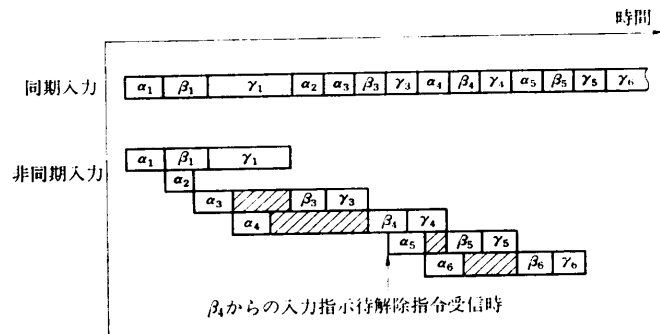 時間
同期入力 α₁ β₁ γ₁ α₂ α₃ β₃ γ₃ α₄ β₄ γ₄ α₅ β₅ γ₅ γ₆
非同期入力 α₁ β₁ γ₁
α₂
α₃ β₃ γ₃
α₄ β₄ γ₄
α₅ β₅ γ₅
α₆ β₆ γ₆
β₄からの入力指示待解除指令受信時